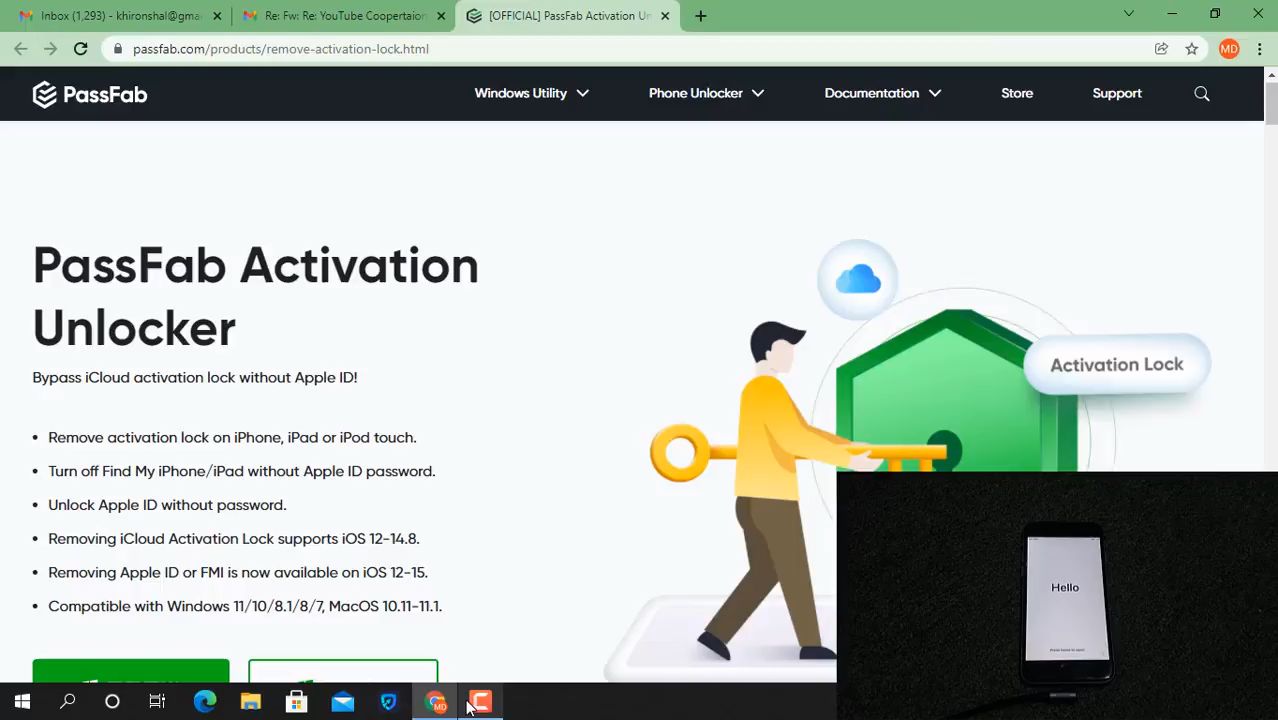 Inbox (1,293) - khironshal@gma
Re: Fw: Re: YouTube Coopertaion
[OFFICIAL] PassFab Activation Un
passfab.com/products/remove-activation-lock.html
MD
PassFab
Windows Utility
Phone Unlocker
Documentation
Store
Support
PassFab Activation
Unlocker
Bypass iCloud activation lock without Apple ID!
Activation Lock
• Remove activation lock on iPhone, iPad or iPod touch.
• Turn off Find My iPhone/iPad without Apple ID password.
• Unlock Apple ID without password.
• Removing iCloud Activation Lock supports iOS 12-14.8.
• Removing Apple ID or FMI is now available on iOS 12-15.
• Compatible with Windows 11/10/8.1/8/7, MacOS 10.11-11.1.
Hello
MD